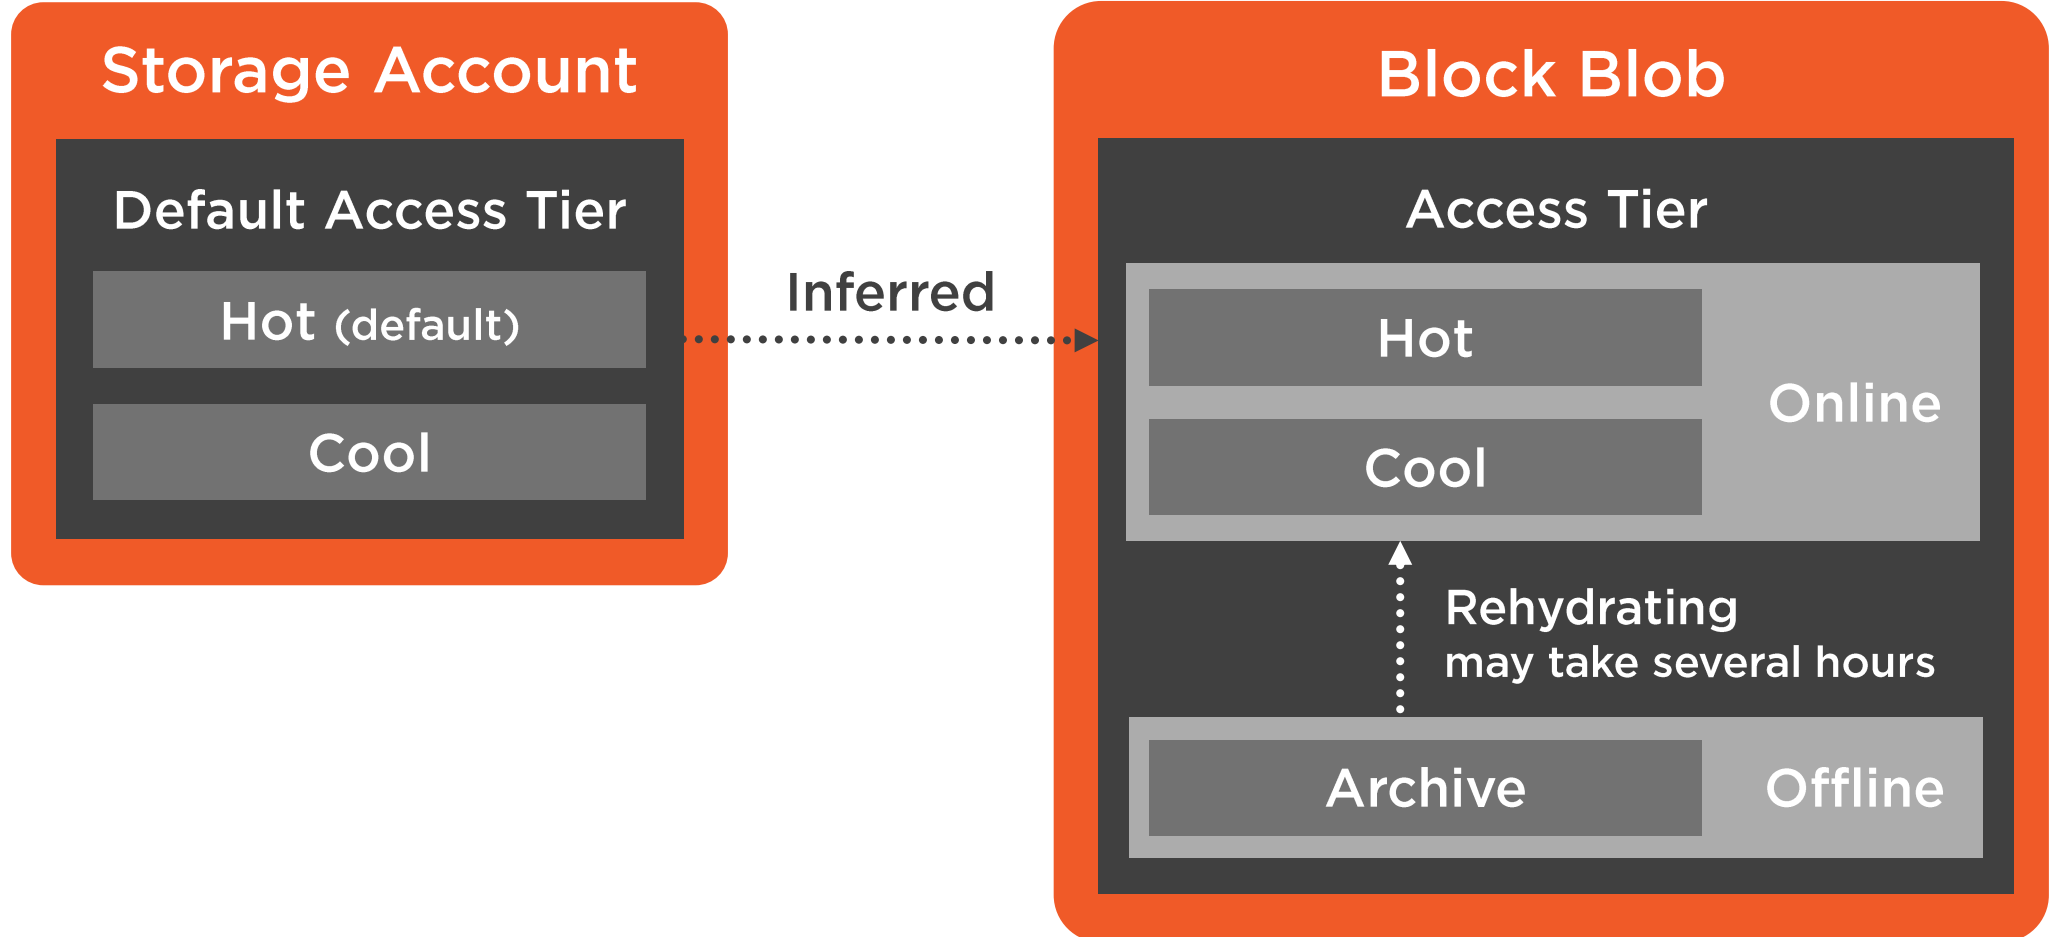 Storage Account
Default Access Tier
Hot (default)
Cool
Inferred
Block Blob
Access Tier
Hot
Cool
Online
Rehydrating
may take several hours
Archive
Offline